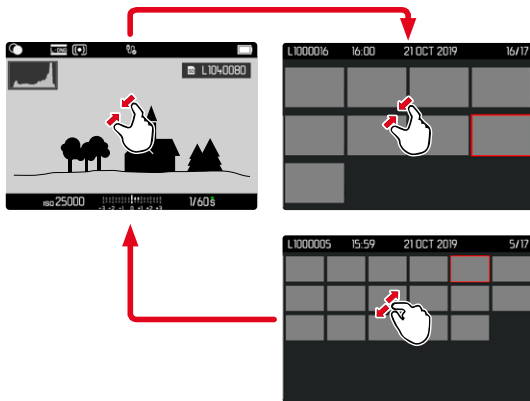 L-DNG
L1040080
ISO 25000
-3 -2 -1 0 +1 +2 +3
1/60s
L1000016 16:00 21 OCT 2019 16/17
L1000005 15:59 21 OCT 2019 5/17